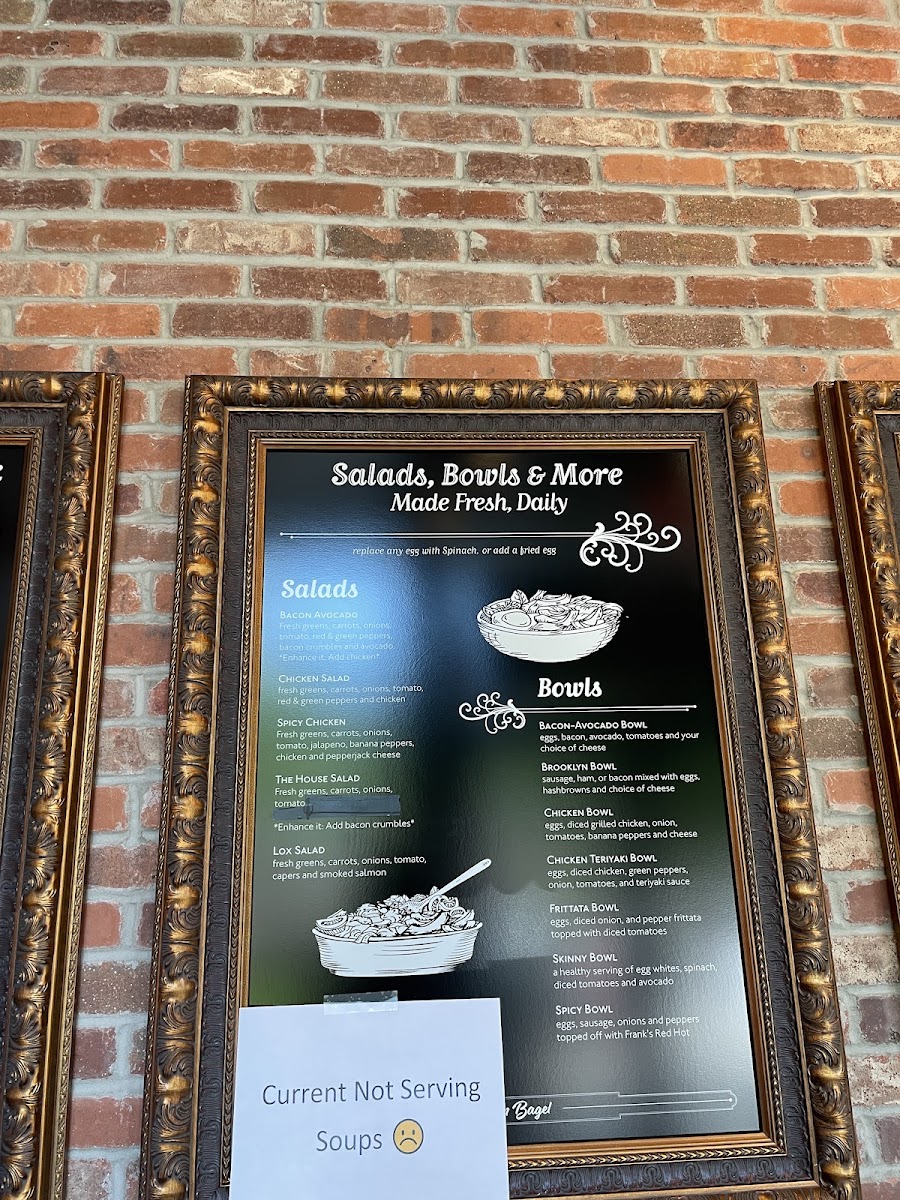 Salads, Bowls & More
Made Fresh, Daily
replace any egg with Spinach, or add a fried egg
Salads
Bacon Avocado
Fresh greens, carrots, onions,
tomato, red & green peppers,
bacon crumbles and avocado.
*Enhance it: Add chicken*
Chicken Salad
fresh greens, carrots, onions, tomato,
red & green peppers and chicken
Spicy Chicken
Fresh greens, carrots, onions,
tomato, jalapeno, banana peppers,
chicken and pepperjack cheese
The House Salad
Fresh greens, carrots, onions,
tomato
*Enhance it: Add bacon crumbles*
Lox Salad
fresh greens, carrots, onions, tomato,
capers and smoked salmon
Bowls
Bacon-Avocado Bowl
eggs, bacon, avocado, tomatoes and your
choice of cheese
Brooklyn Bowl
sausage, ham, or bacon mixed with eggs,
hashbrowns and choice of cheese
Chicken Bowl
eggs, diced grilled chicken, onion,
tomatoes, banana peppers and cheese
Chicken Teriyaki Bowl
eggs, diced chicken, green peppers,
onion, tomatoes, and teriyaki sauce
Frittata Bowl
eggs, diced onion, and pepper frittata
topped with diced tomatoes
Skinny Bowl
a healthy serving of egg whites, spinach,
diced tomatoes and avocado
Spicy Bowl
eggs, sausage, onions and peppers
topped off with Frank's Red Hot
Bagel
Current Not Serving
Soups ☹